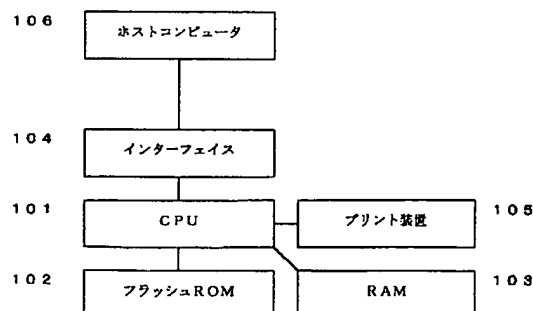 106 ホストコンピュータ
104 インターフェイス
101 CPU プリント装置 105
102 フラッシュROM RAM 103